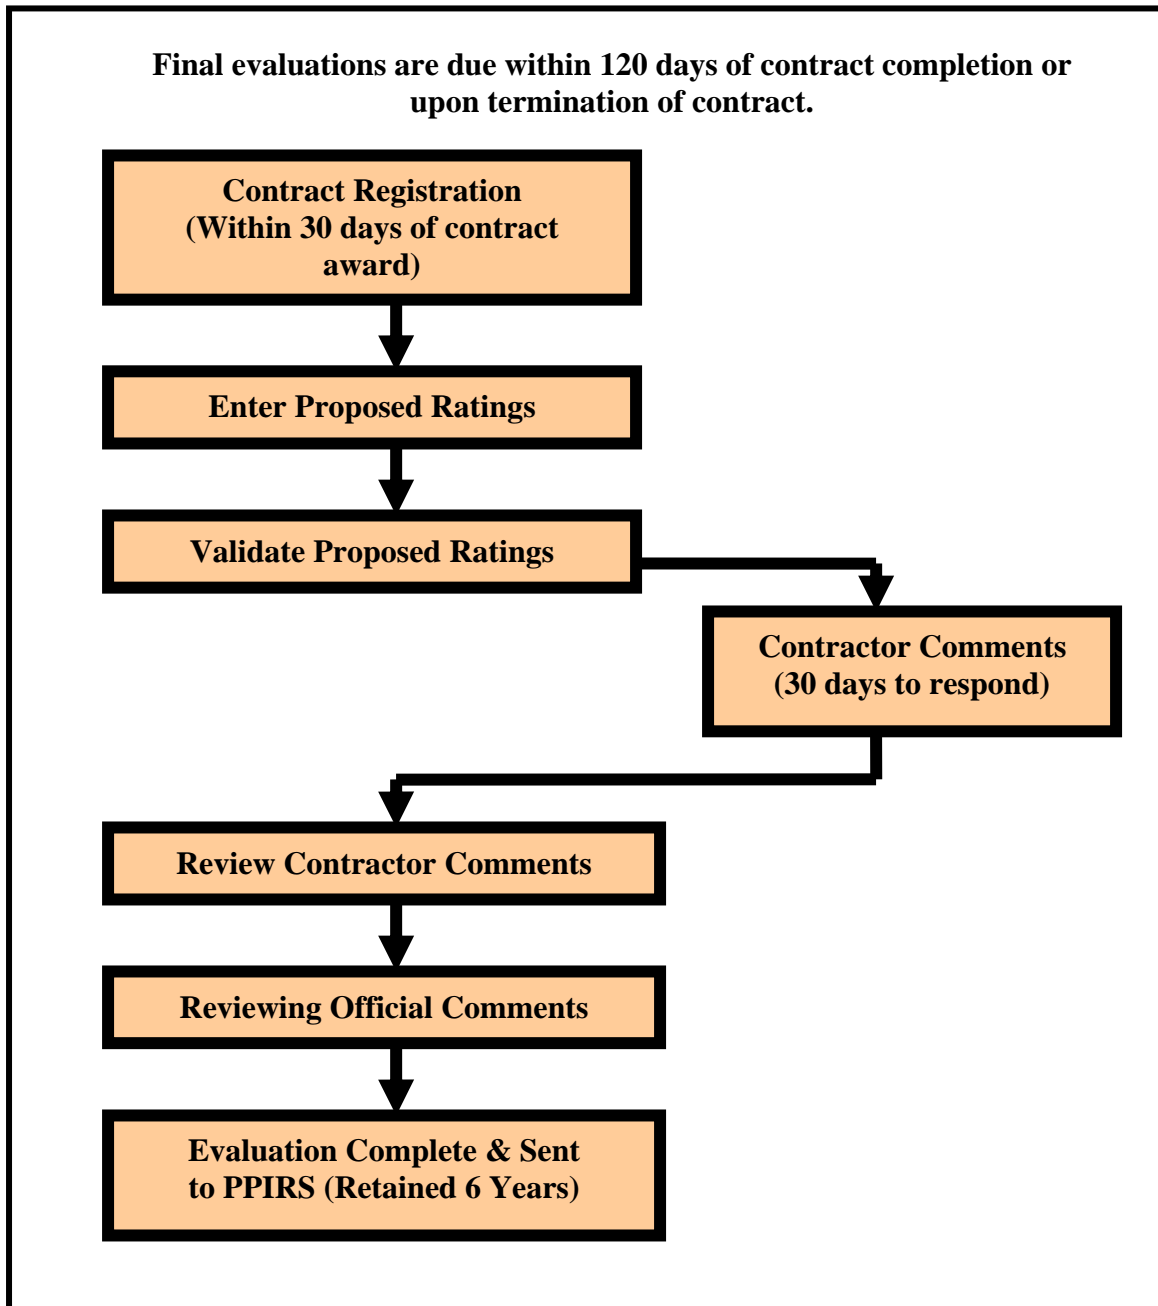 Final evaluations are due within 120 days of contract completion or
upon termination of contract.
Contract Registration
(Within 30 days of contract
award)
Enter Proposed Ratings
Validate Proposed Ratings
Contractor Comments
(30 days to respond)
Review Contractor Comments
Reviewing Official Comments
Evaluation Complete & Sent
to PPIRS (Retained 6 Years)